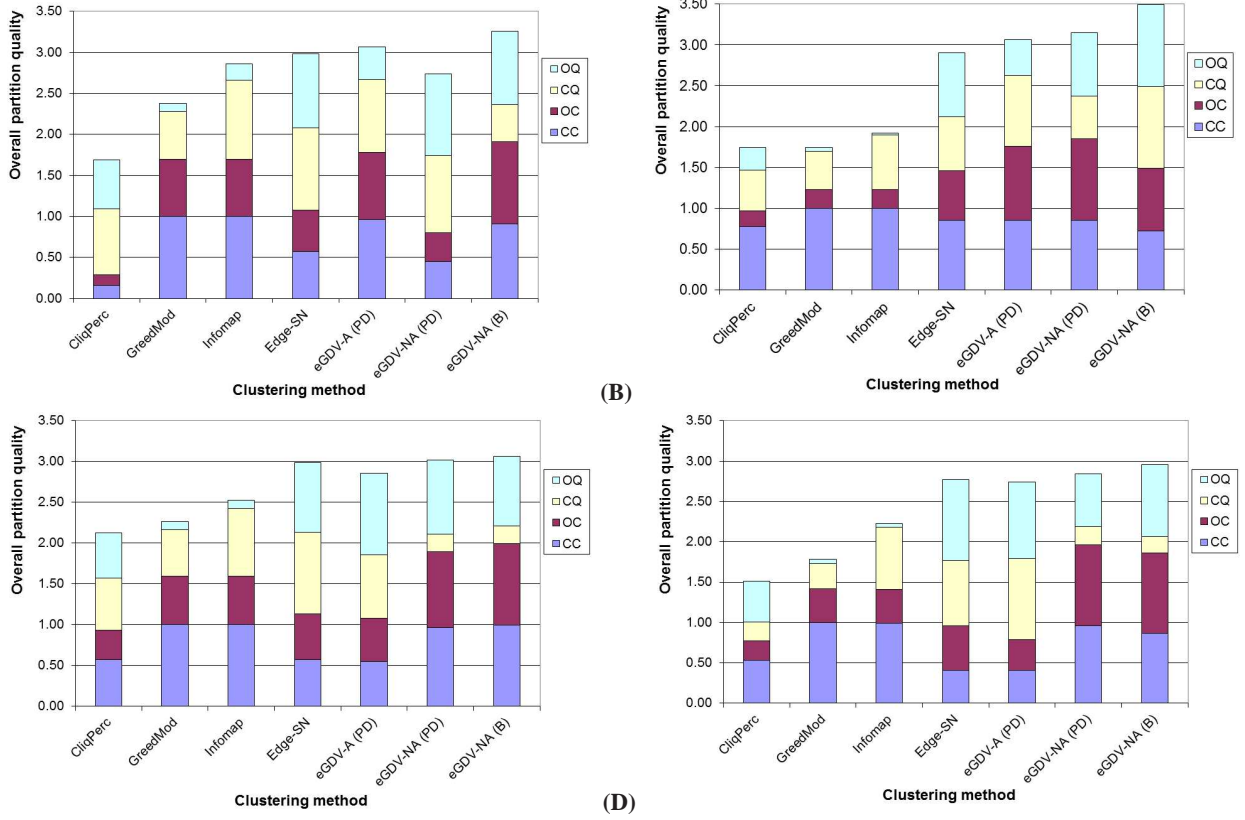 Overall partition quality
3.50
3.00
2.50
2.00
1.50
1.00
0.50
0.00
CliqPerc
GreedMod
Infomap
Edge-SN
eGDV-A (PD)
eGDV-NA (PD)
eGDV-NA (B)
Clustering method
OQ
CQ
OC
CC
(B)
Overall partition quality
3.50
3.00
2.50
2.00
1.50
1.00
0.50
0.00
CliqPerc
GreedMod
Infomap
Edge-SN
eGDV-A (PD)
eGDV-NA (PD)
eGDV-NA (B)
Clustering method
OQ
CQ
OC
CC
Overall partition quality
3.50
3.00
2.50
2.00
1.50
1.00
0.50
0.00
CliqPerc
GreedMod
Infomap
Edge-SN
eGDV-A (PD)
eGDV-NA (PD)
eGDV-NA (B)
Clustering method
OQ
CQ
OC
CC
(D)
Overall partition quality
3.50
3.00
2.50
2.00
1.50
1.00
0.50
0.00
CliqPerc
GreedMod
Infomap
Edge-SN
eGDV-A (PD)
eGDV-NA (PD)
eGDV-NA (B)
Clustering method
OQ
CQ
OC
CC